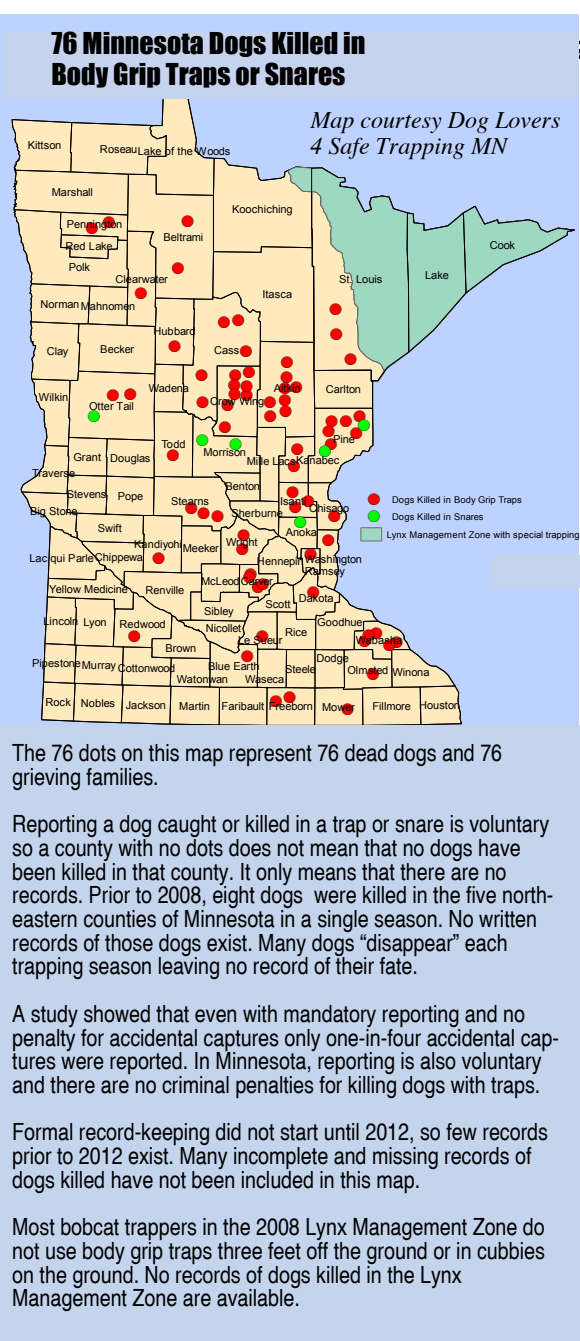 76 Minnesota Dogs Killed in
Body Grip Traps or Snares
Map courtesy Dog Lovers
4 Safe Trapping MN
Kittson
Roseau
Lake of the Woods
Marshall
Koochiching
Pennington
Beltrami
Cook
Red Lake
Polk
Clearwater
St. Louis
Lake
Itasca
Norman
Mahnomen
Hubbard
Clay
Becker
Cass
Wadena
Aitkin
Carlton
Wilkin
Otter Tail
Crow Wing
Todd
Morrison
Pine
Grant
Douglas
Mille Lacs
Kanabec
Traverse
Benton
Stevens
Pope
Stearns
Isanti
Big Stone
Sherburne
Chisago
Swift
Anoka
Kandiyohi
Meeker
Wright
Lac qui Parle
Chippewa
Hennepin
Washington
Ramsey
McLeod
Carver
Yellow Medicine
Renville
Scott
Dakota
Sibley
Lincoln
Lyon
Redwood
Nicollet
Le Sueur
Rice
Goodhue
Wabasha
Brown
Pipestone
Murray
Cottonwood
Blue Earth
Steele
Dodge
Olmsted
Winona
Watonwan
Waseca
Rock
Nobles
Jackson
Martin
Faribault
Freeborn
Mower
Fillmore
Houston
Dogs Killed in Body Grip Traps
Dogs Killed in Snares
Lynx Management Zone with special trapping
The 76 dots on this map represent 76 dead dogs and 76
grieving families.
Reporting a dog caught or killed in a trap or snare is voluntary
so a county with no dots does not mean that no dogs have
been killed in that county. It only means that there are no
records. Prior to 2008, eight dogs  were killed in the five north-
eastern counties of Minnesota in a single season. No written
records of those dogs exist. Many dogs “disappear” each
trapping season leaving no record of their fate.
A study showed that even with mandatory reporting and no
penalty for accidental captures only one-in-four accidental cap-
tures were reported. In Minnesota, reporting is also voluntary
and there are no criminal penalties for killing dogs with traps.
Formal record-keeping did not start until 2012, so few records
prior to 2012 exist. Many incomplete and missing records of
dogs killed have not been included in this map.
Most bobcat trappers in the 2008 Lynx Management Zone do
not use body grip traps three feet off the ground or in cubbies
on the ground. No records of dogs killed in the Lynx
Management Zone are available.